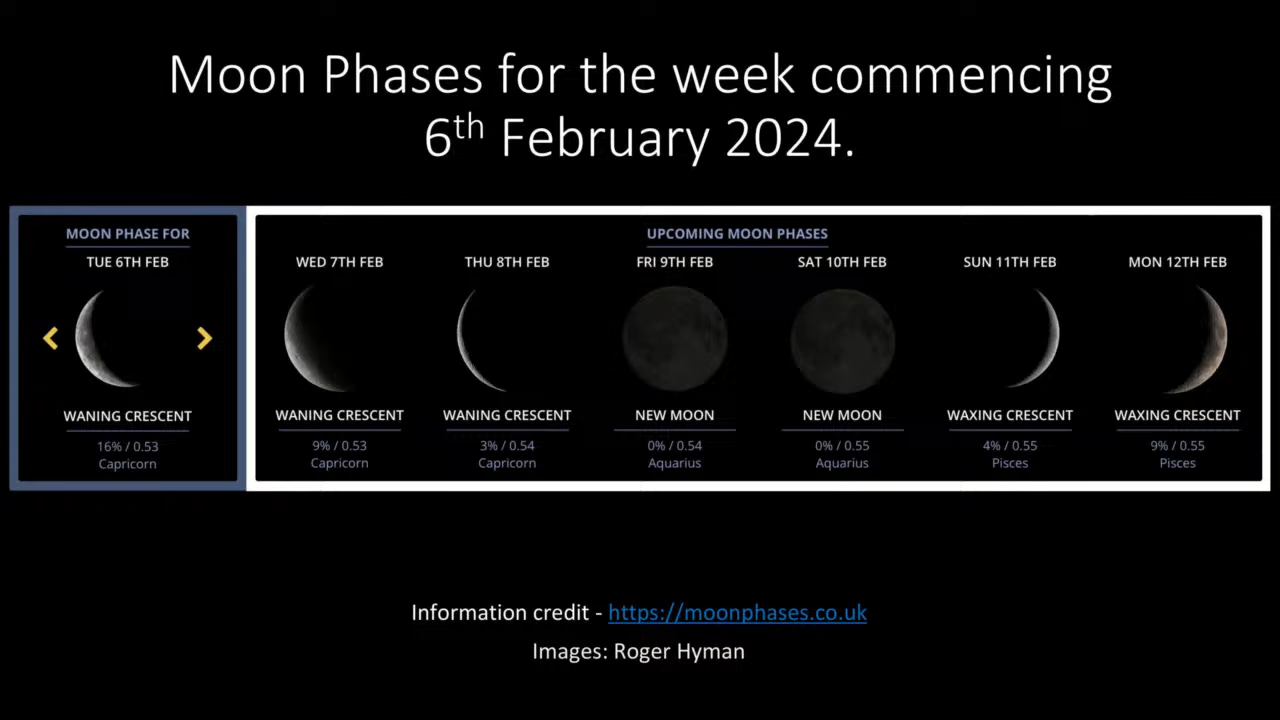 Moon Phases for the week commencing
6th February 2024.
MOON PHASE FOR
TUE 6TH FEB
WANING CRESCENT
16% / 0.53
Capricorn
UPCOMING MOON PHASES
WED 7TH FEB
WANING CRESCENT
9% / 0.53
Capricorn
THU 8TH FEB
WANING CRESCENT
3% / 0.54
Capricorn
FRI 9TH FEB
NEW MOON
0% / 0.54
Aquarius
SAT 10TH FEB
NEW MOON
0% / 0.55
Aquarius
SUN 11TH FEB
WAXING CRESCENT
4% / 0.55
Pisces
MON 12TH FEB
WAXING CRESCENT
9% / 0.55
Pisces
Information credit - https://moonphases.co.uk
Images: Roger Hyman